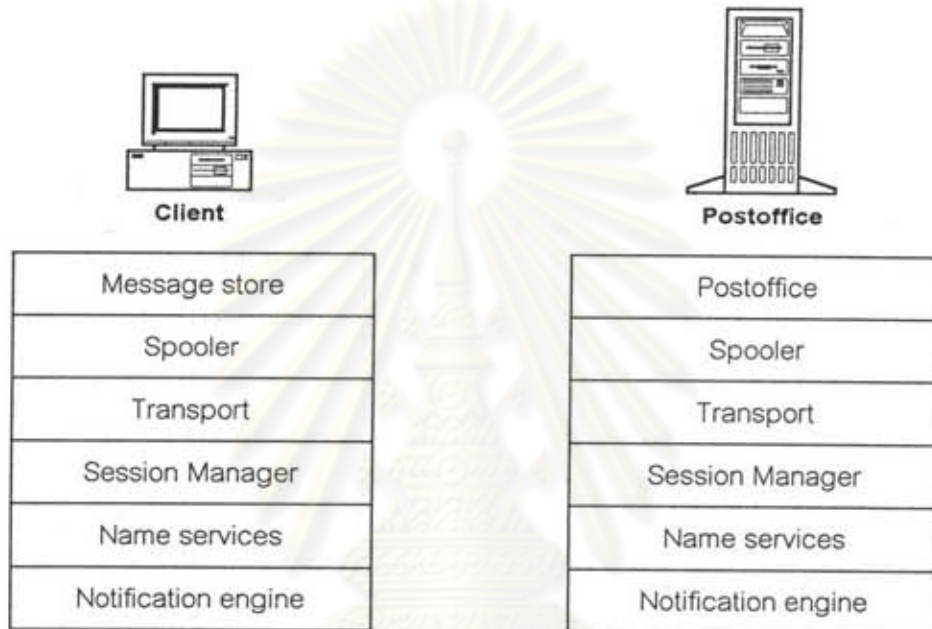 Client
Postoffice
Message store
Spooler
Transport
Session Manager
Name services
Notification engine
Postoffice
Spooler
Transport
Session Manager
Name services
Notification engine